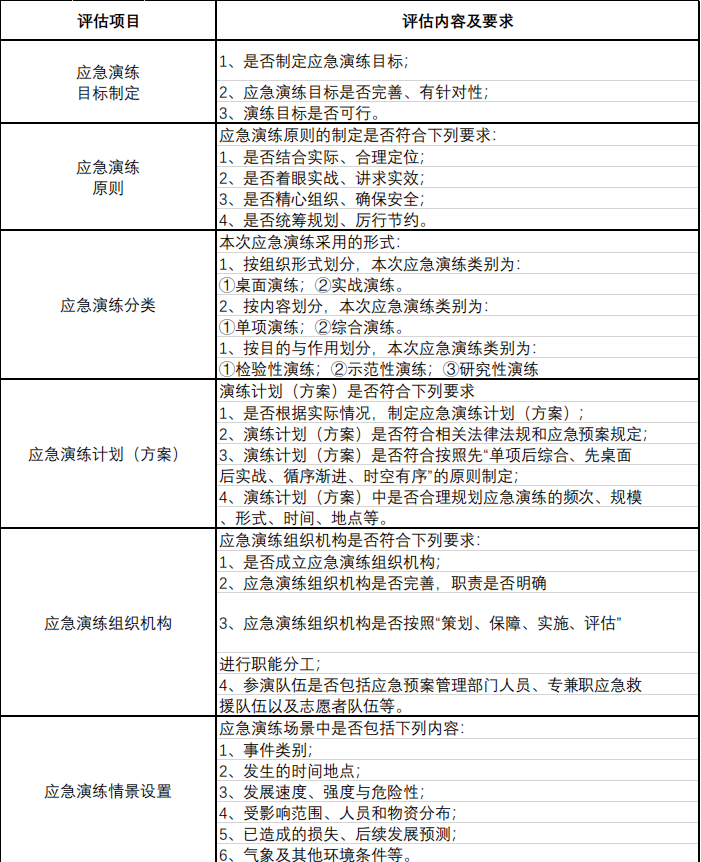 评估项目
评估内容及要求
应急演练
目标制定
1、是否制定应急演练目标；
2、应急演练目标是否完善、有针对性；
3、演练目标是否可行。
应急演练
原则
应急演练原则的制定是否符合下列要求：
1、是否结合实际、合理定位；
2、是否着眼实战、讲求实效；
3、是否精心组织、确保安全；
4、是否统筹规划、厉行节约。
应急演练分类
本次应急演练采用的形式：
1、按组织形式划分，本次应急演练类别为：
①桌面演练；②实战演练。
2、按内容划分，本次应急演练类别为：
①单项演练；②综合演练。
1、按目的与作用划分，本次应急演练类别为：
①检验性演练；②示范性演练；③研究性演练
应急演练计划（方案）
演练计划（方案）是否符合下列要求
1、是否根据实际情况，制定应急演练计划（方案）；
2、演练计划（方案）是否符合相关法律法规和应急预案规定；
3、演练计划（方案）是否符合按照先“单项后综合、先桌面
后实战、循序渐进、时空有序”的原则制定；
4、演练计划（方案）中是否合理规划应急演练的频次、规模
、形式、时间、地点等。
应急演练组织机构
应急演练组织机构是否符合下列要求：
1、是否成立应急演练组织机构；
2、应急演练组织机构是否完善，职责是否明确
3、应急演练组织机构是否按照“策划、保障、实施、评估”
进行职能分工；
4、参演队伍是否包括应急预案管理部门人员、专兼职应急救
援队伍以及志愿者队伍等。
应急演练情景设置
应急演练场景中是否包括下列内容：
1、事件类别；
2、发生的时间地点；
3、发展速度、强度与危险性；
4、受影响范围、人员和物资分布；
5、已造成的损失、后续发展预测；
6、气象及其他环境条件等。